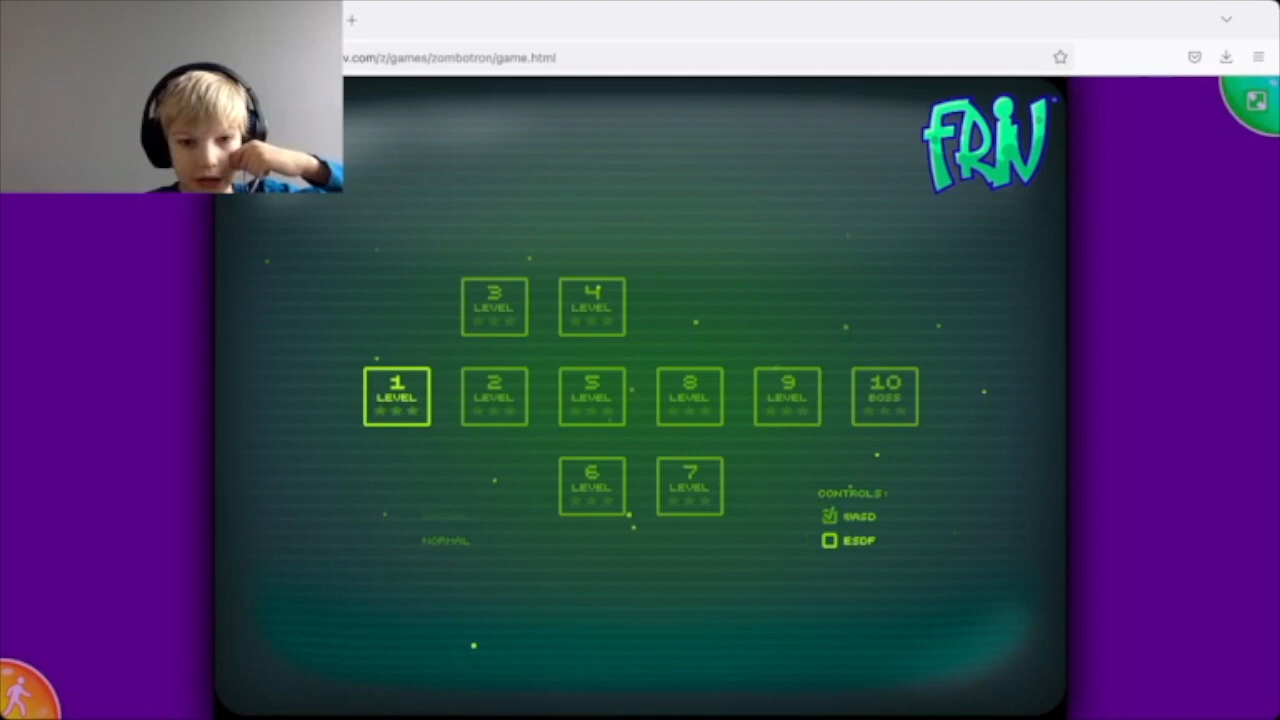 v.com/z/games/zombotron/game.html
FRIV
3
LEVEL
4
LEVEL
1
LEVEL
2
LEVEL
5
LEVEL
8
LEVEL
9
LEVEL
10
BOSS
6
LEVEL
7
LEVEL
CONTROLS:
WASD
ESDF
NORMAL